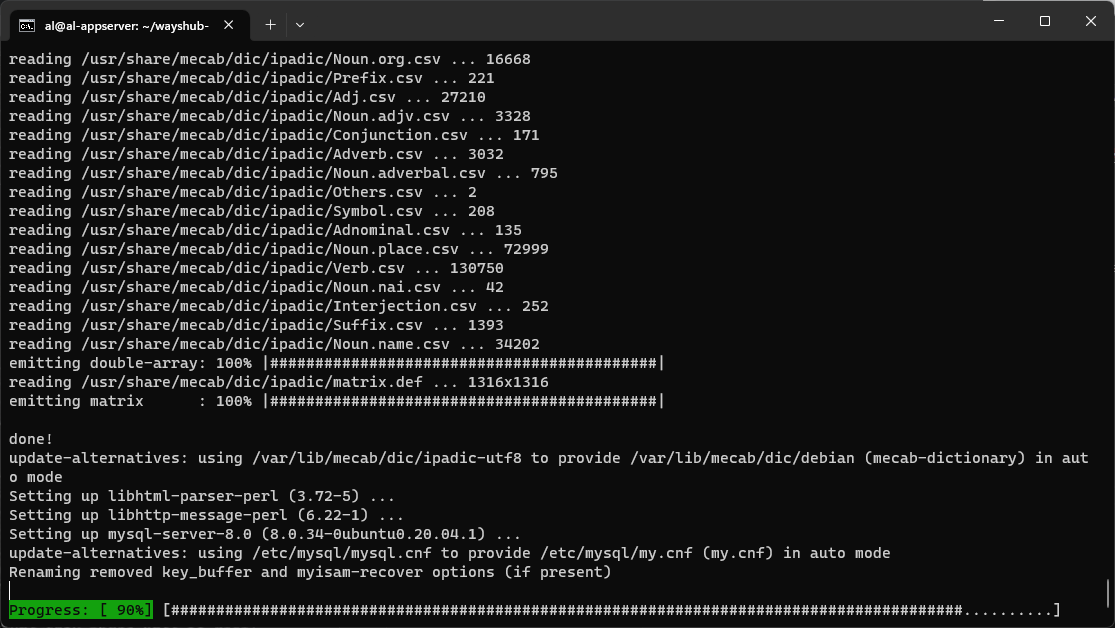 al@al-appserver: ~/wayshub-
reading /usr/share/mecab/dic/ipadic/Noun.org.csv ... 16668
reading /usr/share/mecab/dic/ipadic/Prefix.csv ... 221
reading /usr/share/mecab/dic/ipadic/Adj.csv ... 27210
reading /usr/share/mecab/dic/ipadic/Noun.adjv.csv ... 3328
reading /usr/share/mecab/dic/ipadic/Conjunction.csv ... 171
reading /usr/share/mecab/dic/ipadic/Adverb.csv ... 3032
reading /usr/share/mecab/dic/ipadic/Noun.adverbal.csv ... 795
reading /usr/share/mecab/dic/ipadic/Others.csv ... 2
reading /usr/share/mecab/dic/ipadic/Symbol.csv ... 208
reading /usr/share/mecab/dic/ipadic/Adnominal.csv ... 135
reading /usr/share/mecab/dic/ipadic/Noun.place.csv ... 72999
reading /usr/share/mecab/dic/ipadic/Verb.csv ... 130750
reading /usr/share/mecab/dic/ipadic/Noun.nai.csv ... 42
reading /usr/share/mecab/dic/ipadic/Interjection.csv ... 252
reading /usr/share/mecab/dic/ipadic/Suffix.csv ... 1393
reading /usr/share/mecab/dic/ipadic/Noun.name.csv ... 34202
emitting double-array: 100% |###########################################|
reading /usr/share/mecab/dic/ipadic/matrix.def ... 1316x1316
emitting matrix      : 100% |###########################################|
done!
update-alternatives: using /var/lib/mecab/dic/ipadic-utf8 to provide /var/lib/mecab/dic/debian (mecab-dictionary) in aut
o mode
Setting up libhtml-parser-perl (3.72-5) ...
Setting up libhttp-message-perl (6.22-1) ...
Setting up mysql-server-8.0 (8.0.34-0ubuntu0.20.04.1) ...
update-alternatives: using /etc/mysql/mysql.cnf to provide /etc/mysql/my.cnf (my.cnf) in auto mode
Renaming removed key_buffer and myisam-recover options (if present)
Progress: [ 90%] [########################################################################################..........]